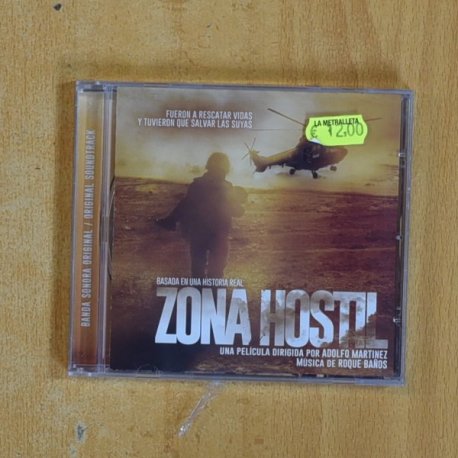 FUERON A RESCATAR VIDAS
Y TUVIERON QUE SALVAR LAS SUYAS
LA METRALLETA
€ 12.00
BANDA SONORA ORIGINAL / ORIGINAL SOUNDTRACK
BASADA EN UNA HISTORIA REAL
ZONA HOSTIL
UNA PELÍCULA DIRIGIDA POR ADOLFO MARTÍNEZ
MÚSICA DE ROQUE BAÑOS